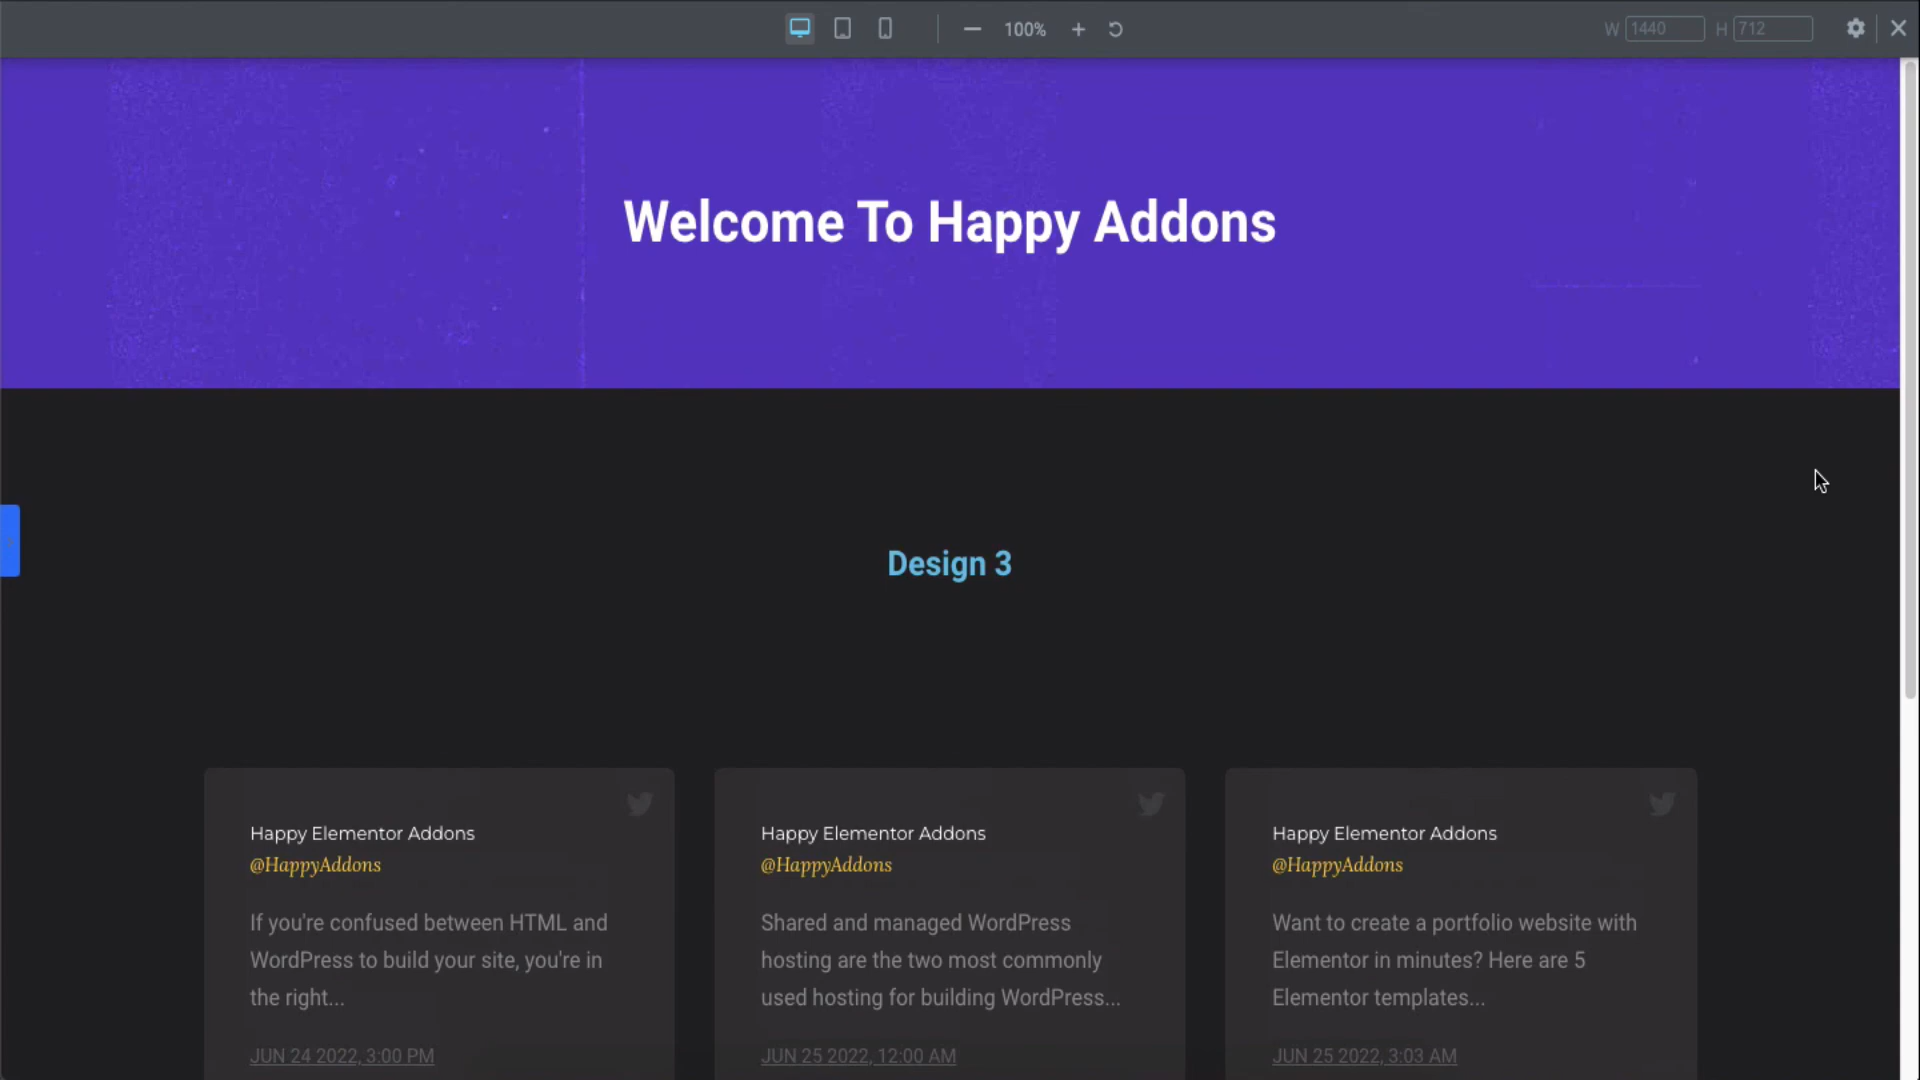 100%
W 1440 H 712
Welcome To Happy Addons
Design 3
Happy Elementor Addons
@HappyAddons
If you're confused between HTML and
WordPress to build your site, you're in
the right...
JUN 24 2022, 3:00 PM
Happy Elementor Addons
@HappyAddons
Shared and managed WordPress
hosting are the two most commonly
used hosting for building WordPress...
JUN 25 2022, 12:00 AM
Happy Elementor Addons
@HappyAddons
Want to create a portfolio website with
Elementor in minutes? Here are 5
Elementor templates...
JUN 25 2022, 3:03 AM